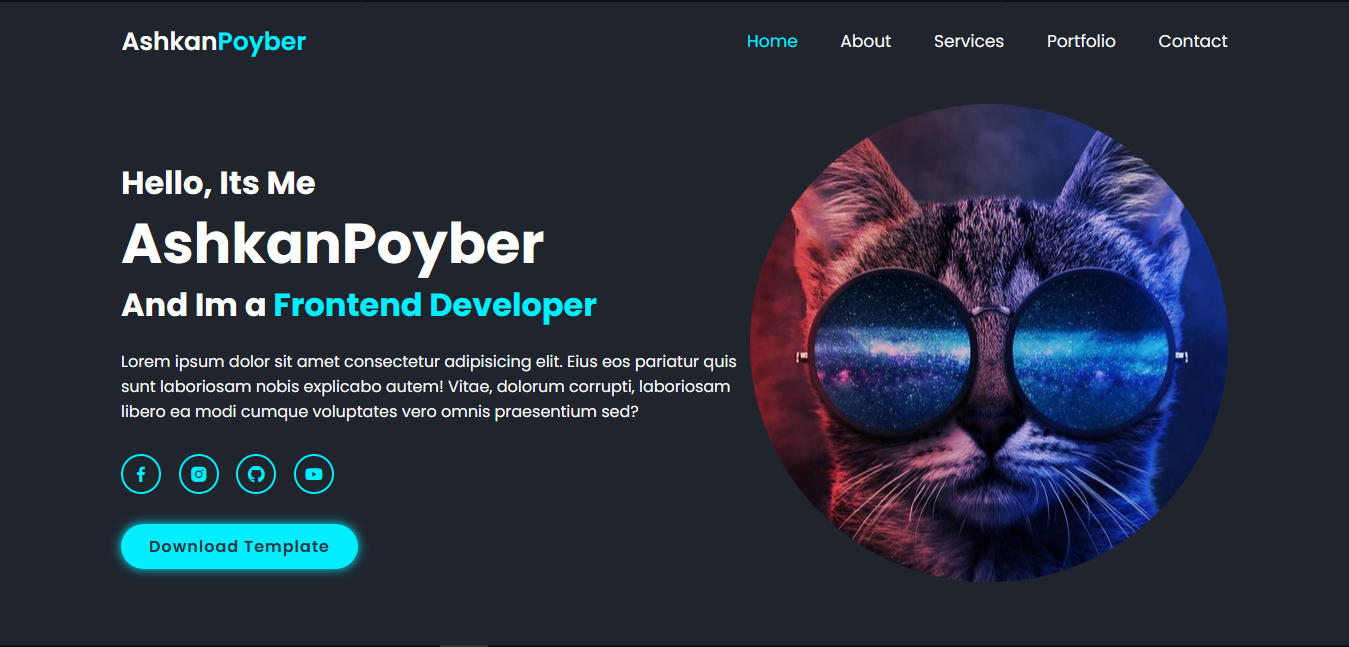 AshkanPoyber
Home About Services Portfolio Contact
Hello, Its Me
AshkanPoyber
And Im a Frontend Developer
Lorem ipsum dolor sit amet consectetur adipisicing elit. Eius eos pariatur quis
sunt laboriosam nobis explicabo autem! Vitae, dolorum corrupti, laboriosam
libero ea modi cumque voluptates vero omnis praesentium sed?
Download Template